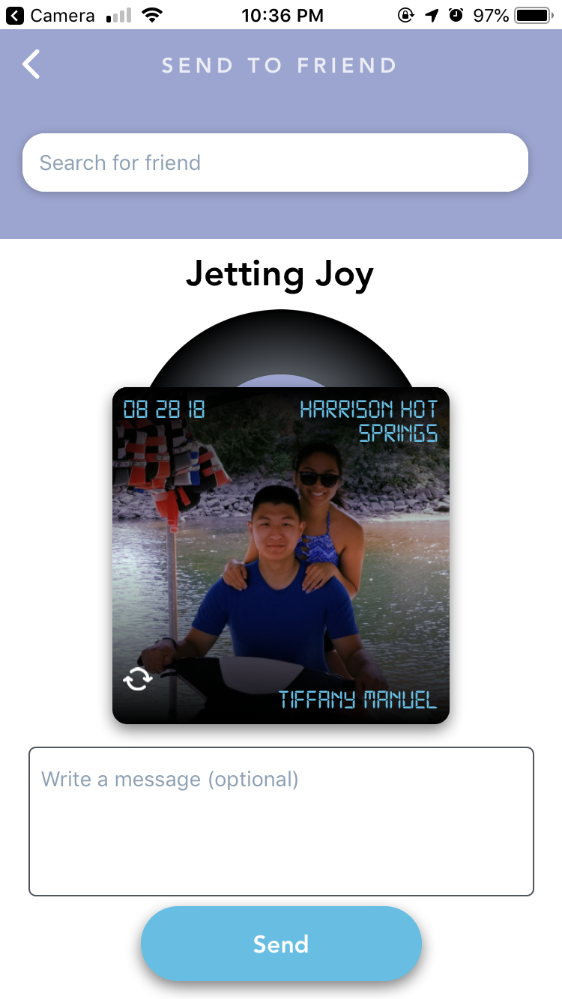 Camera 10:36 PM 97%
SEND TO FRIEND
Search for friend
Jetting Joy
08 28 18 HARRISON HOT
SPRINGS
TIFFANY MANUEL
Write a message (optional)
Send